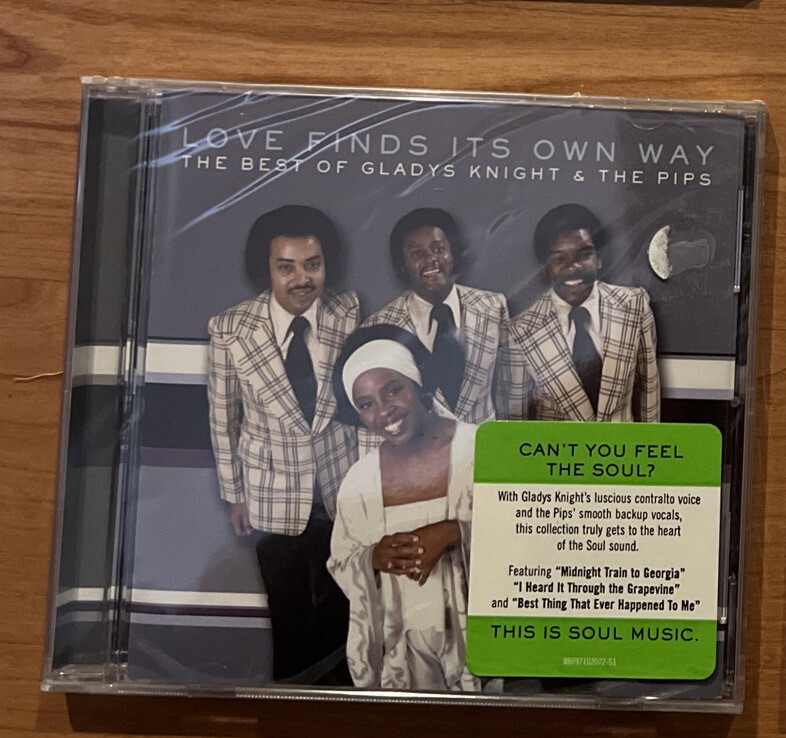 LOVE FINDS ITS OWN WAY
THE BEST OF GLADYS KNIGHT & THE PIPS
CAN'T YOU FEEL
THE SOUL?
With Gladys Knight's luscious contralto voice
and the Pips' smooth backup vocals,
this collection truly gets to the heart
of the Soul sound.
Featuring "Midnight Train to Georgia"
"I Heard It Through the Grapevine"
and "Best Thing That Ever Happened To Me"
THIS IS SOUL MUSIC.
88697102072-S1